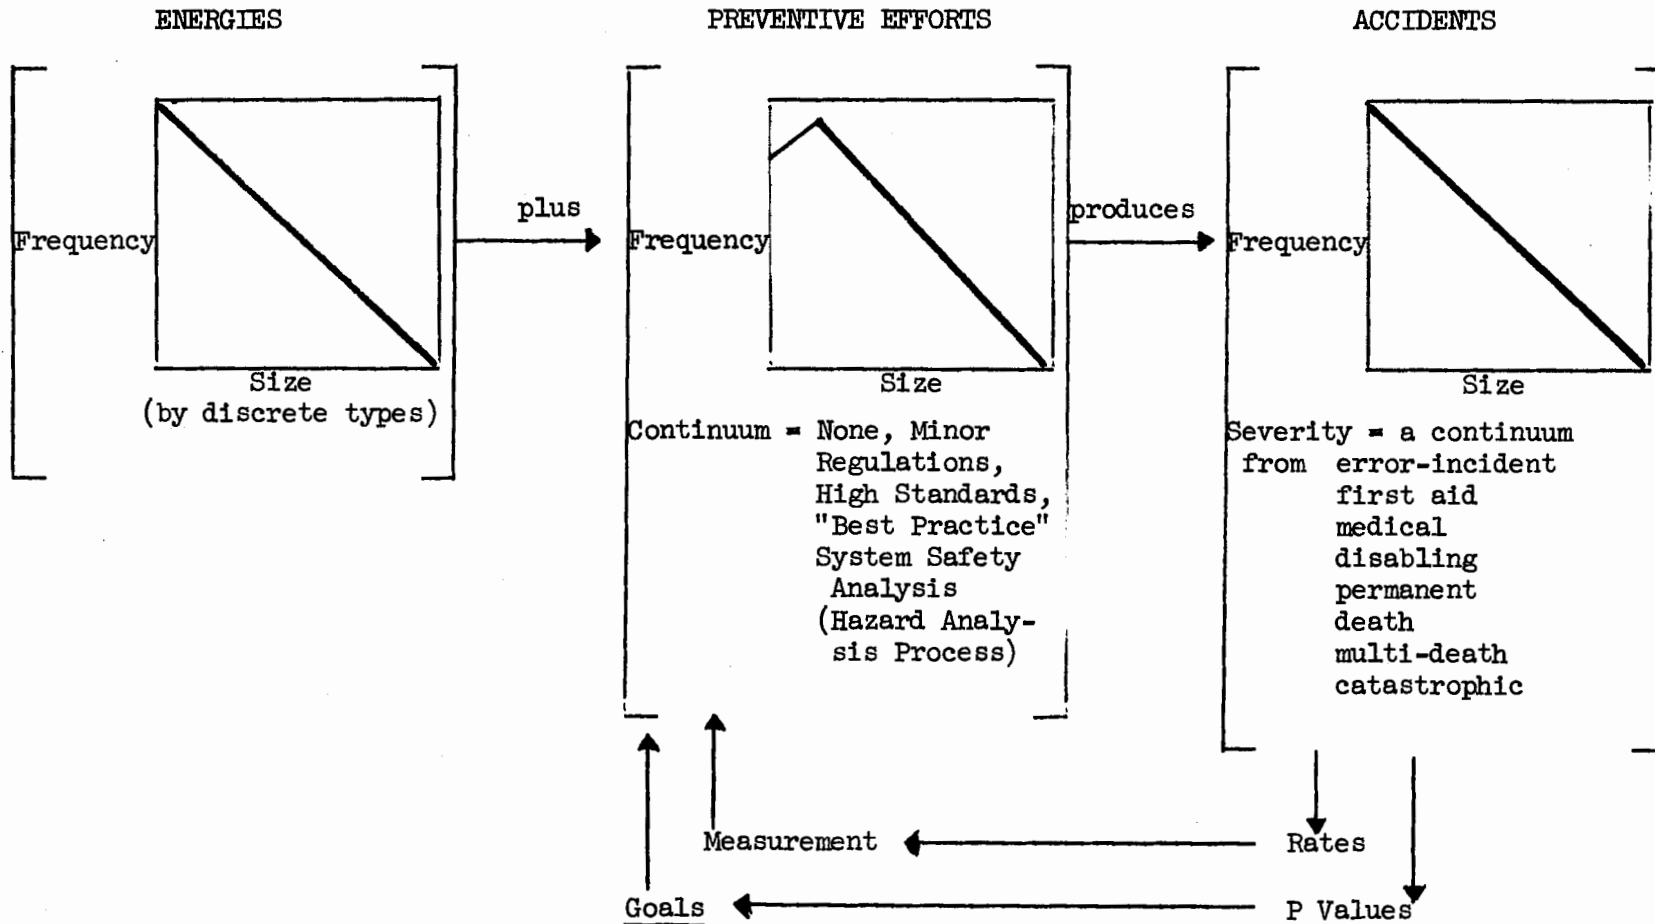 ENERGIES
PREVENTIVE EFFORTS
ACCIDENTS
Frequency
Size
(by discrete types)
plus
Frequency
Size
Continuum = None, Minor
Regulations,
High Standards,
"Best Practice"
System Safety
Analysis
(Hazard Analy-
sis Process)
produces
Frequency
Size
Severity = a continuum
from error-incident
first aid
medical
disabling
permanent
death
multi-death
catastrophic
Measurement
Rates
Goals
P Values